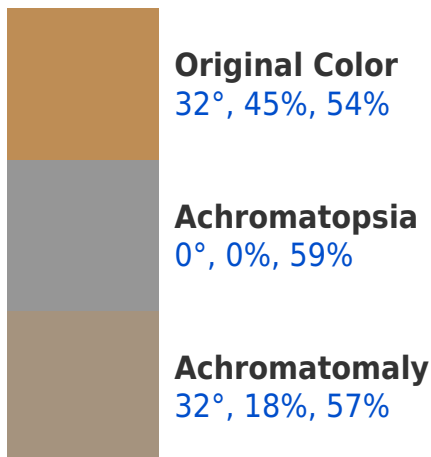 Original Color
32°, 45%, 54%
Achromatopsia
0°, 0%, 59%
Achromatomaly
32°, 18%, 57%